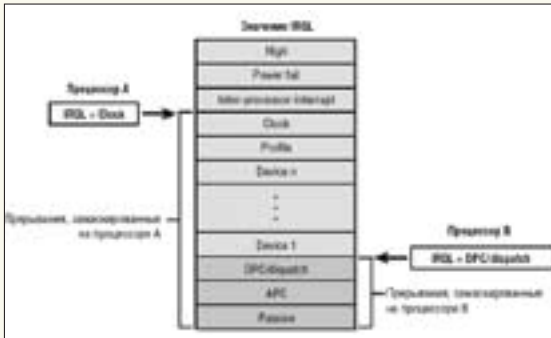 Значение IRQL
High
Power fail
Inter-processor interrupt
Clock
Profile
Device n
Device 1
DPC/dispatch
APC
Passive
Процессор A
IRQL = Clock
Прерывания, замаскированные
на процессоре A
Процессор B
IRQL = DPC/dispatch
Прерывания, замаскированные
на процессоре B